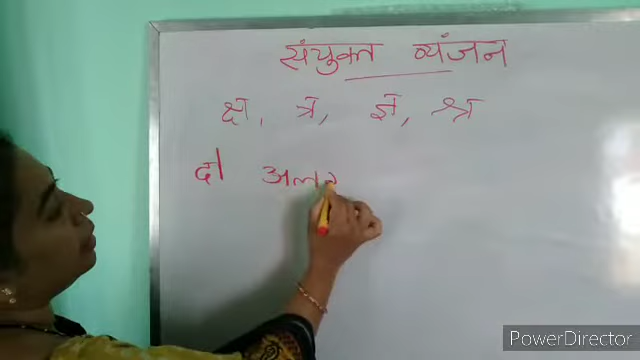 संयुक्त व्यंजन
क्ष, त्र, ज्ञ, श्र
दो
PowerDirector